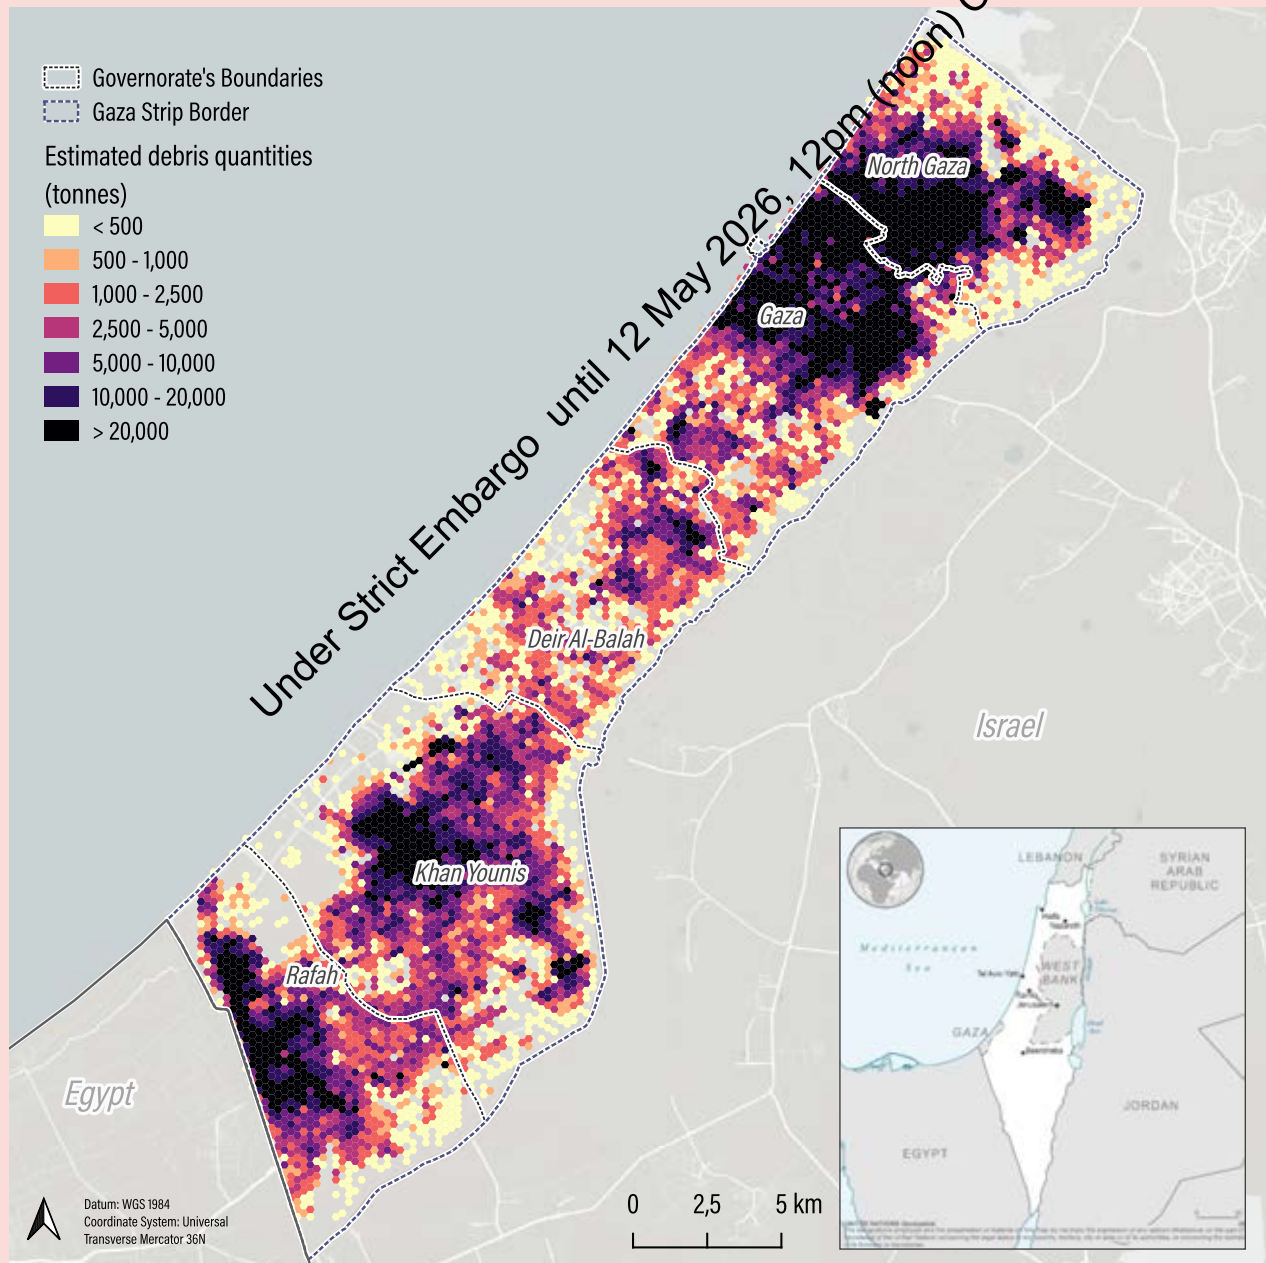 Governorate's Boundaries
Gaza Strip Border
Estimated debris quantities
(tonnes)
< 500
500 - 1,000
1,000 - 2,500
2,500 - 5,000
5,000 - 10,000
10,000 - 20,000
> 20,000
Under Strict Embargo until 12 May 2026, 12pm (noon)
North Gaza
Gaza
Deir Al-Balah
Khan Younis
Rafah
Israel
Egypt
LEBANON
SYRIAN
ARAB
REPUBLIC
Mediterranean
Sea
WEST
BANK
GAZA
JORDAN
EGYPT
Datum: WGS 1984
Coordinate System: Universal
Transverse Mercator 36N
0 2,5 5 km